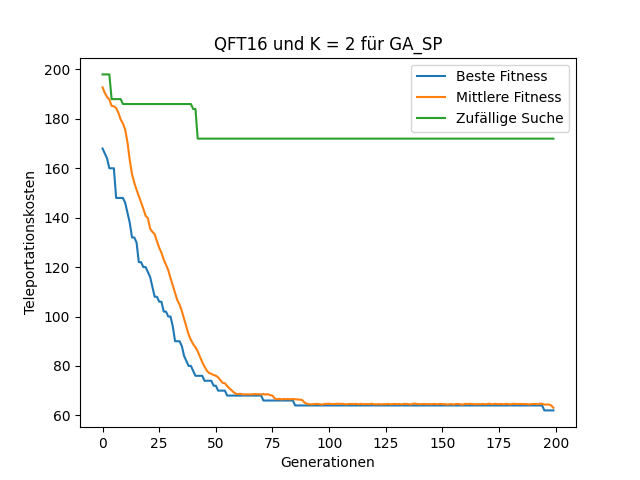 QFT16 und K = 2 für GA_SP
Beste Fitness
Mittlere Fitness
Zufällige Suche
Teleportationskosten
200
180
160
140
120
100
80
60
0 25 50 75 100 125 150 175 200
Generationen